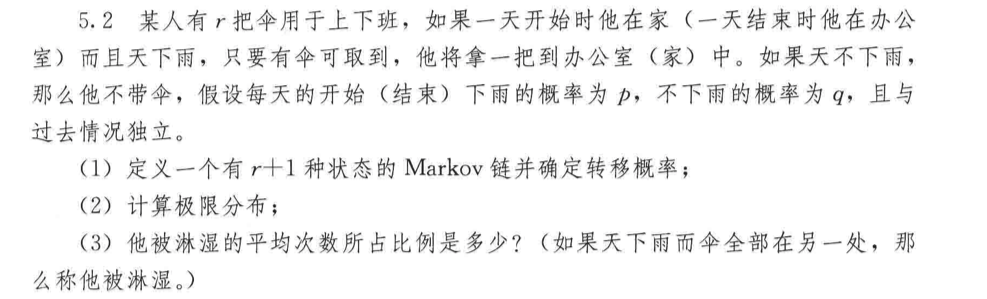 5.2 某人有 r 把伞用于上下班，如果一天开始时他在家（一天结束时他在办公
室）而且天下雨，只要有伞可取到，他将拿一把到办公室（家）中。如果天不下雨，
那么他不带伞，假设每天的开始（结束）下雨的概率为 p，不下雨的概率为 q，且与
过去情况独立。
(1) 定义一个有 r+1 种状态的 Markov 链并确定转移概率；
(2) 计算极限分布；
(3) 他被淋湿的平均次数所占比例是多少？（如果天下雨而伞全部在另一处，那
么称他被淋湿。）